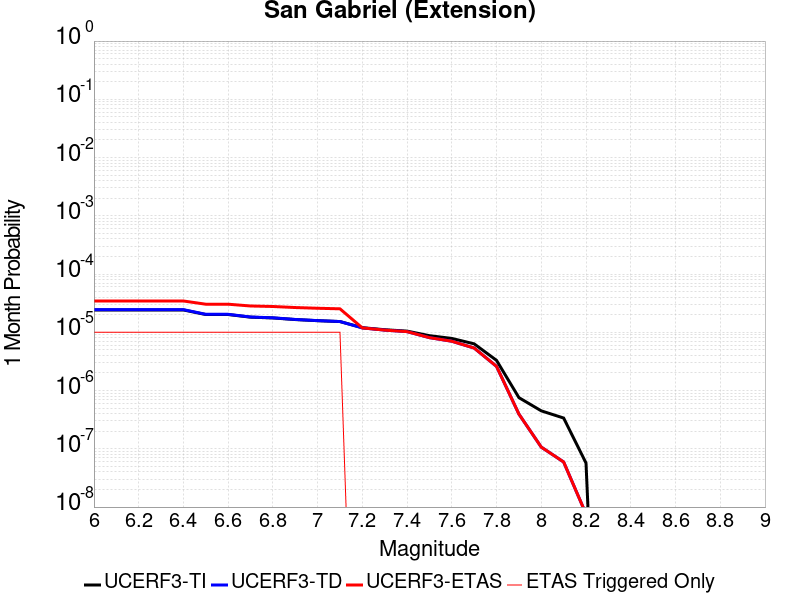 San Gabriel (Extension)
10^0
10^-1
10^-2
10^-3
10^-4
10^-5
10^-6
10^-7
10^-8
1 Month Probability
6 6.2 6.4 6.6 6.8 7 7.2 7.4 7.6 7.8 8 8.2 8.4 8.6 8.8 9
Magnitude
UCERF3-TI UCERF3-TD UCERF3-ETAS ETAS Triggered Only